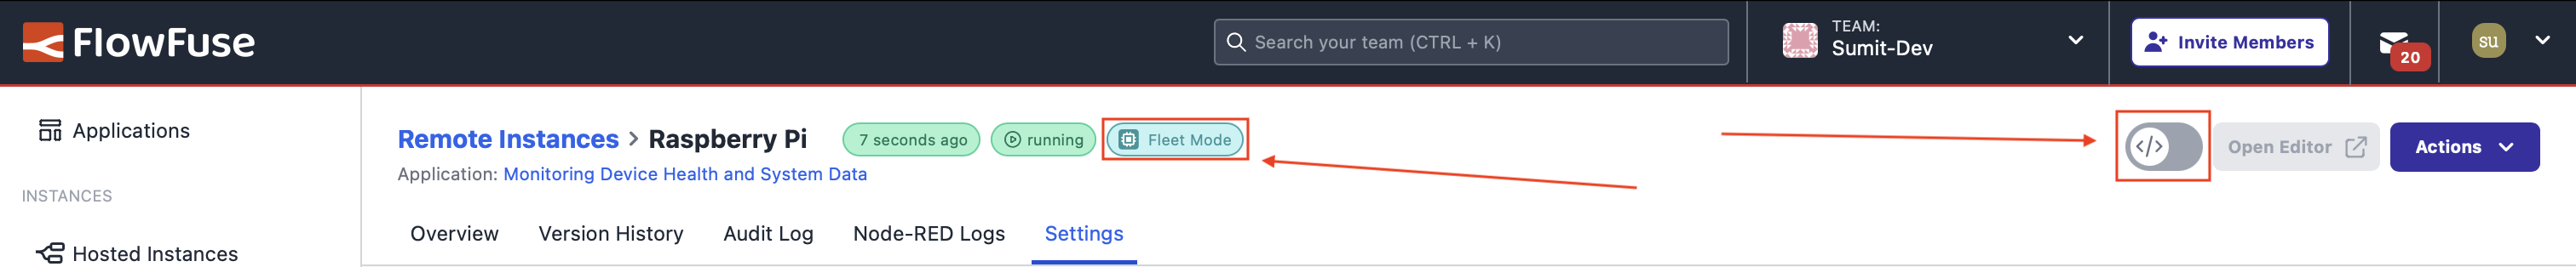 FlowFuse
Search your team (CTRL + K)
TEAM:
Sumit-Dev
Invite Members
20
su
Applications
INSTANCES
Hosted Instances
Remote Instances > Raspberry Pi
7 seconds ago
running
Fleet Mode
</>
Open Editor
Actions
Application: Monitoring Device Health and System Data
Overview
Version History
Audit Log
Node-RED Logs
Settings